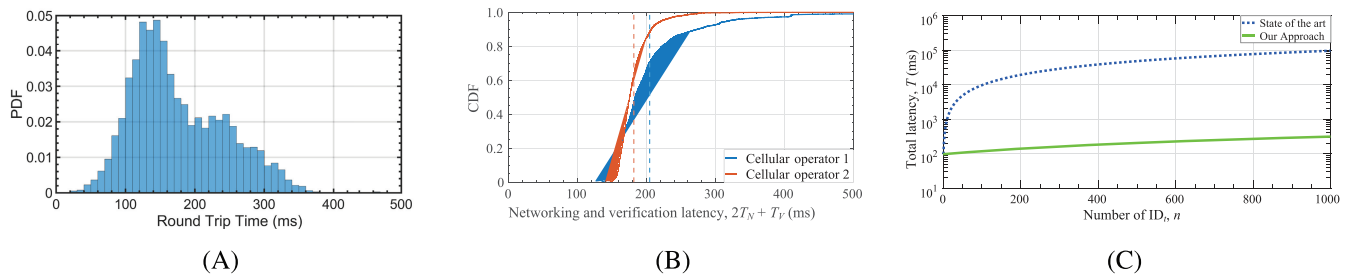 0.05
0.04
0.03
0.02
0.01
0
PDF
0 100 200 300 400 500
Round Trip Time (ms)
(A)
1.0
0.8
0.6
0.4
0.2
0
CDF
Cellular operator 1
Cellular operator 2
0 100 200 300 400 500
Networking and verification latency, 2T_N + T_V (ms)
(B)
10^6
10^5
10^4
10^3
10^2
10^1
Total latency, T (ms)
State of the art
Our Approach
0 200 400 600 800 1000
Number of ID_t, n
(C)